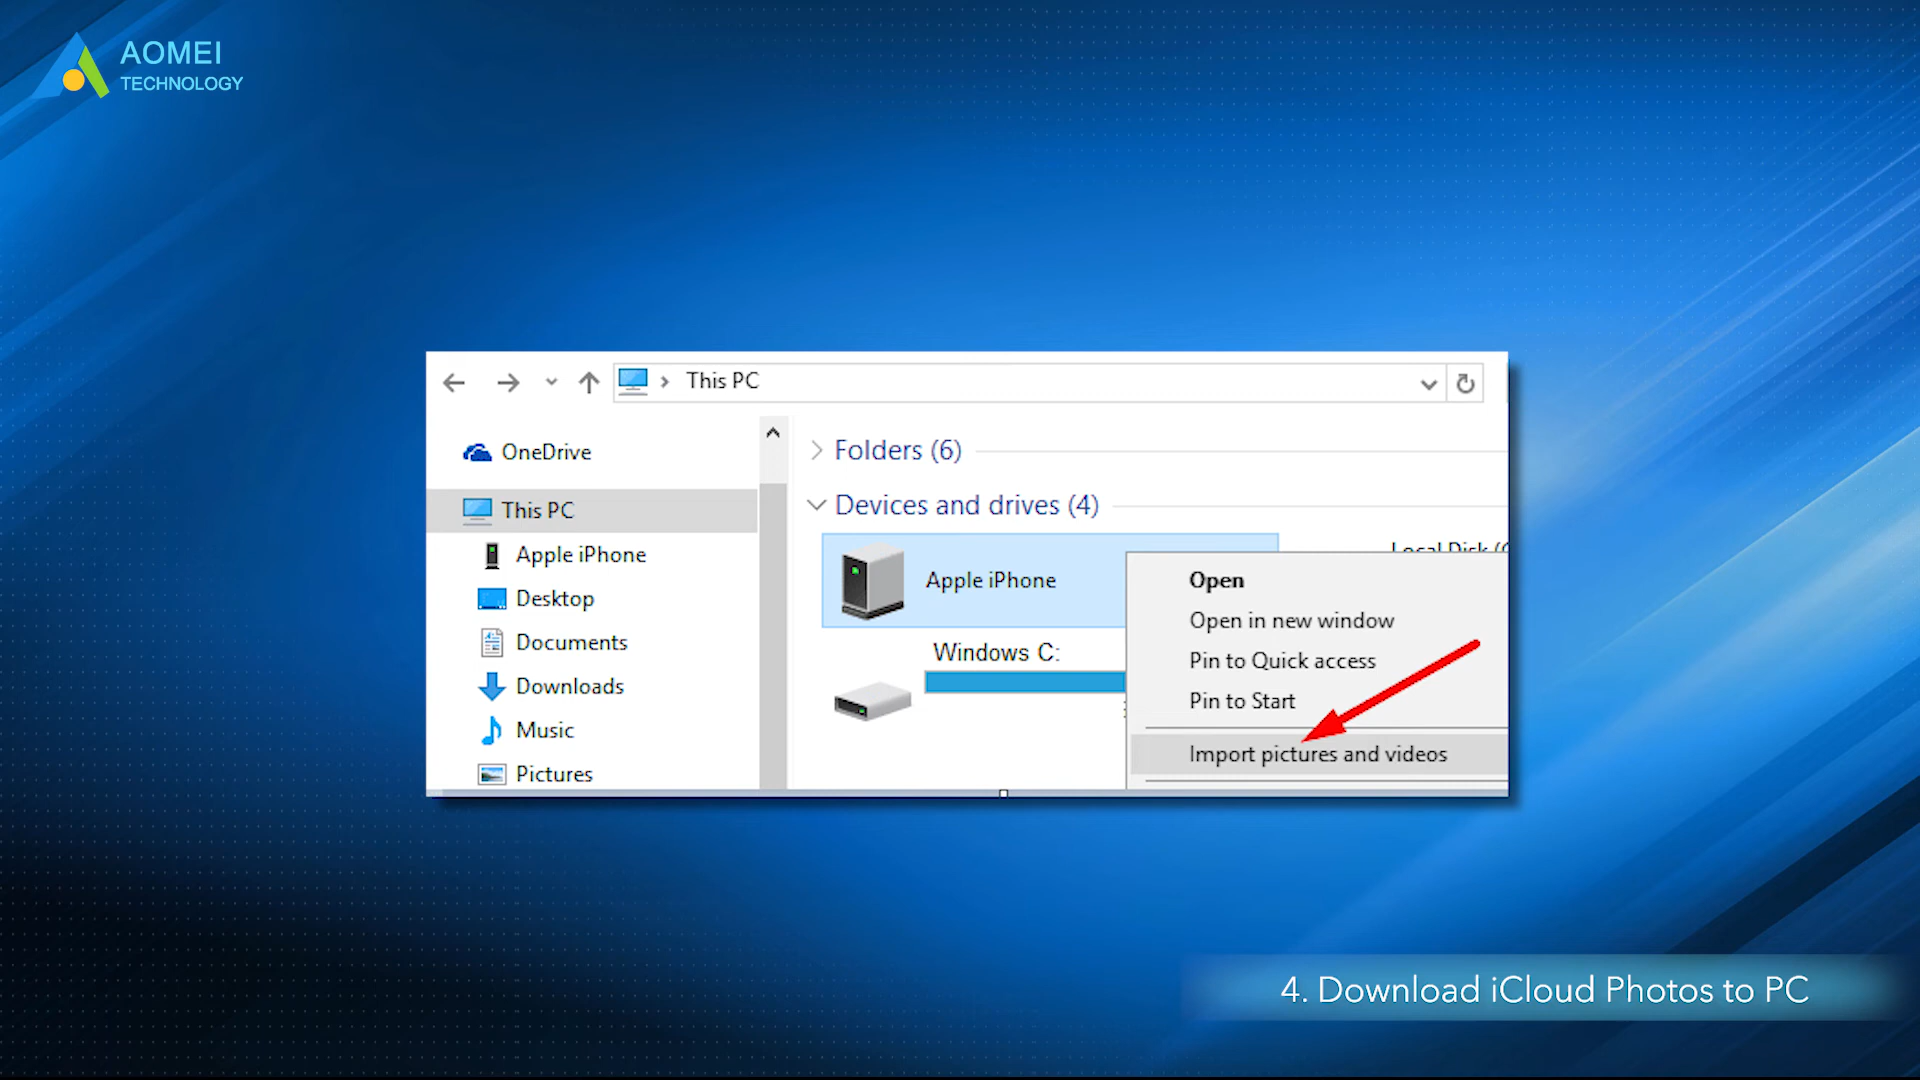 AOMEI
TECHNOLOGY
This PC
OneDrive
This PC
Apple iPhone
Desktop
Documents
Downloads
Music
Pictures
Folders (6)
Devices and drives (4)
Apple iPhone
Windows C:
Local Disk (
Open
Open in new window
Pin to Quick access
Pin to Start
Import pictures and videos
4. Download iCloud Photos to PC